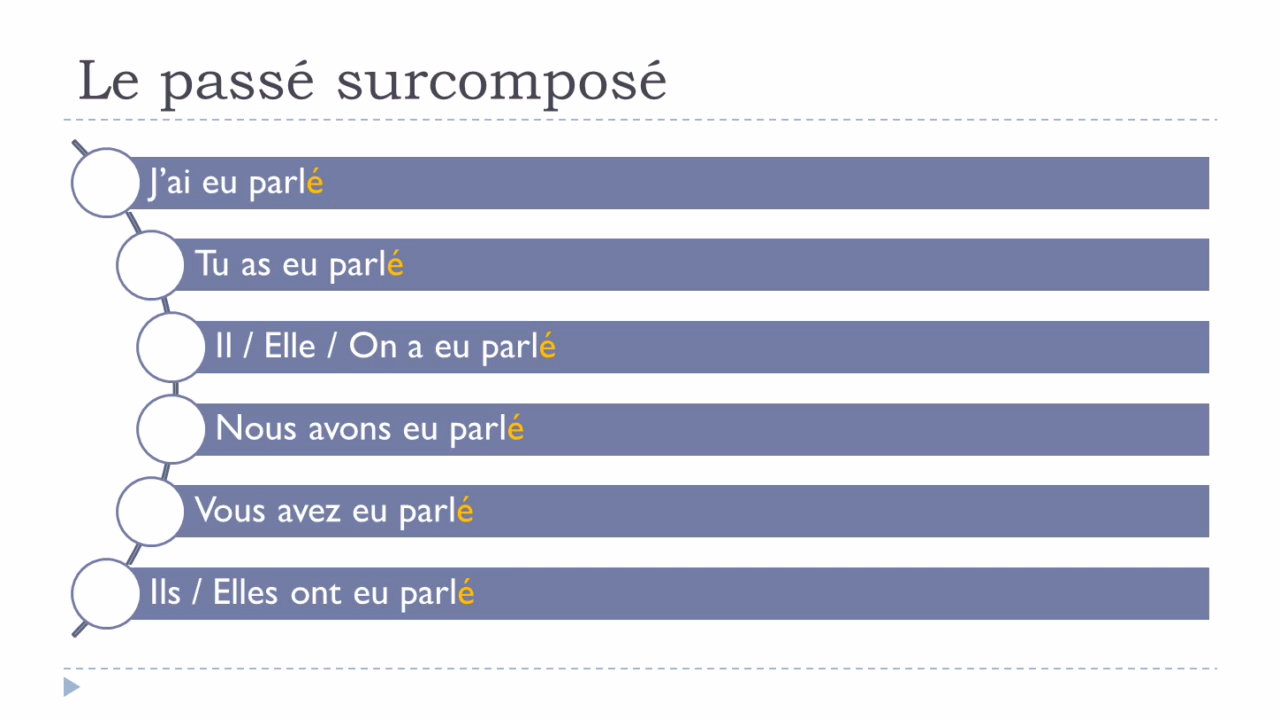 Le passé surcomposé
J’ai eu parlé
Tu as eu parlé
Il / Elle / On a eu parlé
Nous avons eu parlé
Vous avez eu parlé
Ils / Elles ont eu parlé